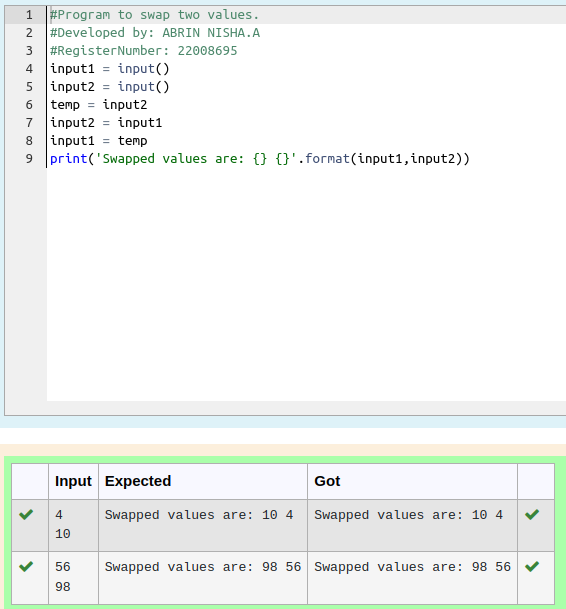 1 #Program to swap two values.
2 #Developed by: ABRIN NISHA.A
3 #RegisterNumber: 22008695
4 input1 = input()
5 input2 = input()
6 temp = input2
7 input2 = input1
8 input1 = temp
9 print('Swapped values are: {} {}'.format(input1,input2))
Input Expected Got
4 Swapped values are: 10 4 Swapped values are: 10 4
10
56 Swapped values are: 98 56 Swapped values are: 98 56
98